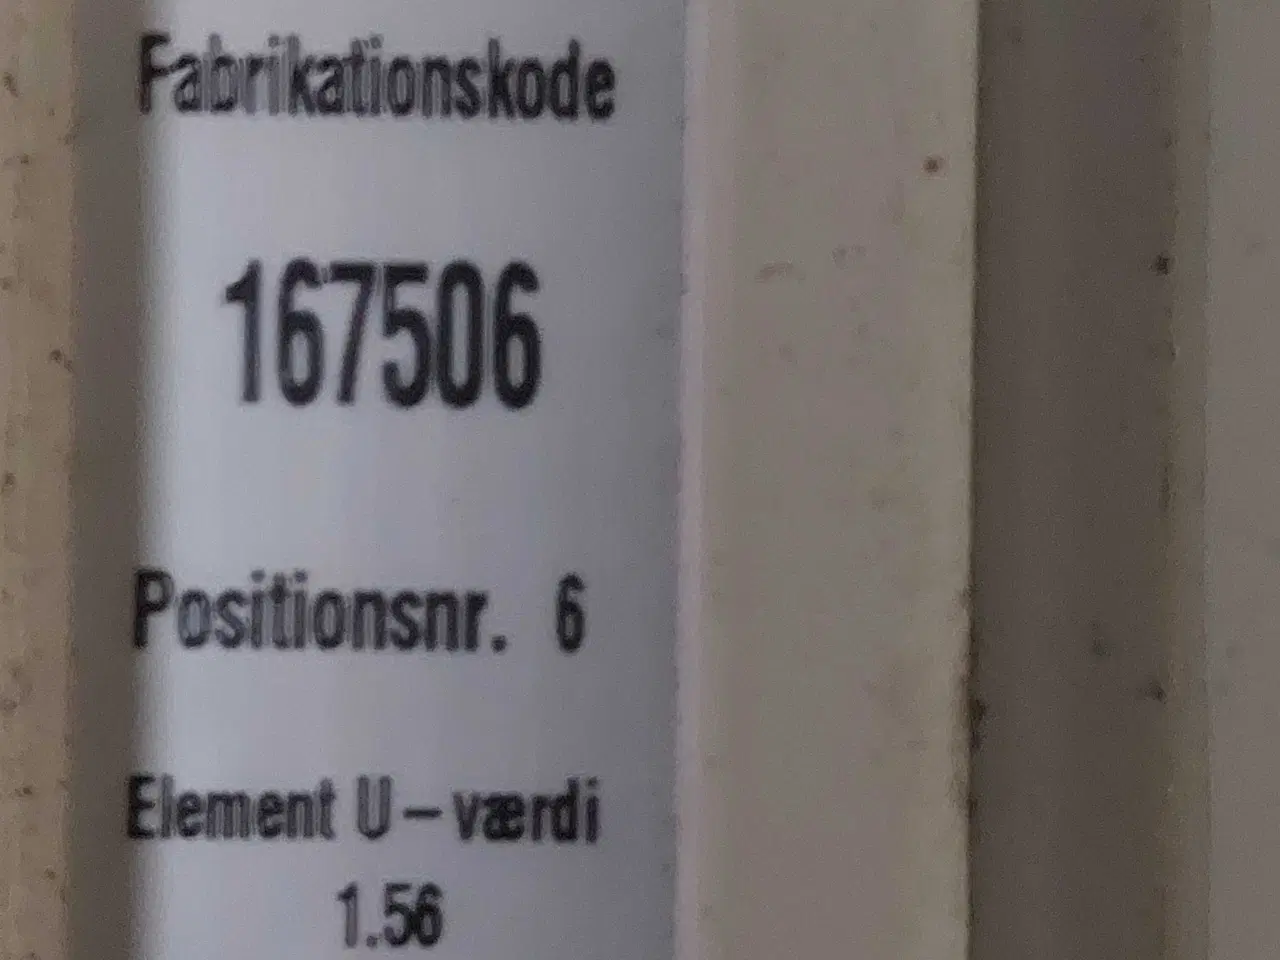 Fabrikationskode
167506
Positionsnr. 6
Element U – værdi
1.56